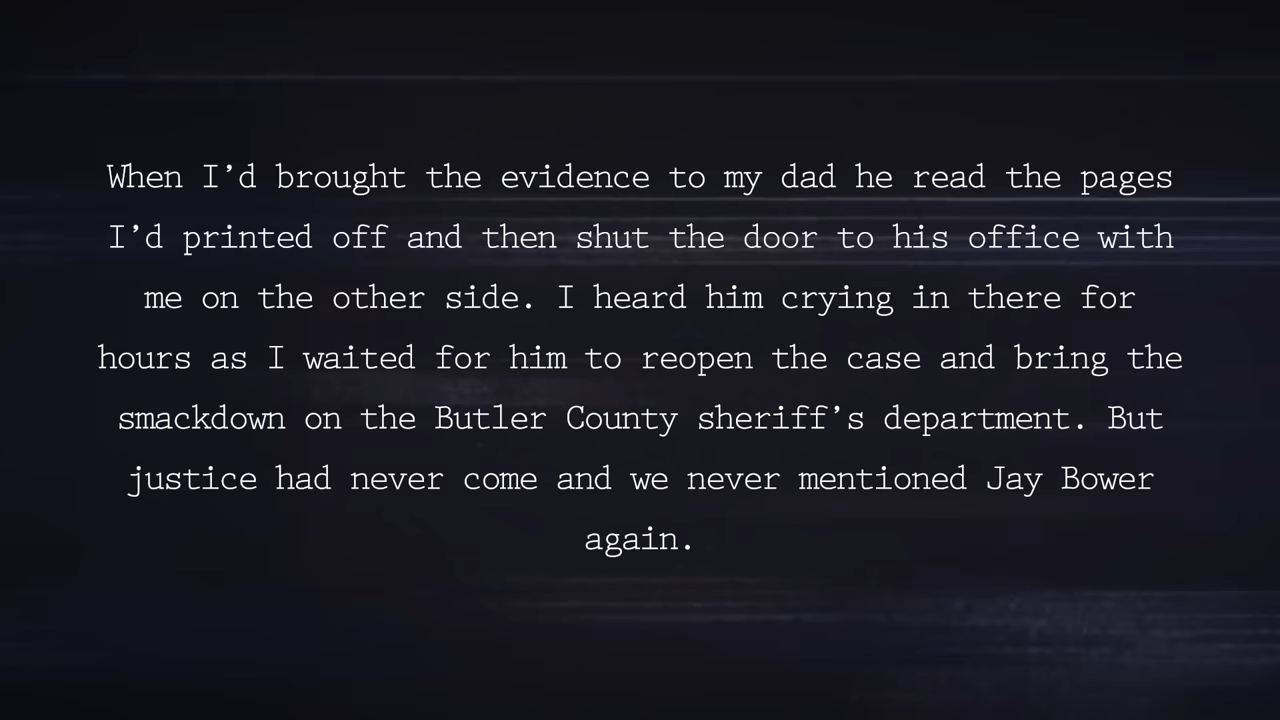 When I’d brought the evidence to my dad he read the pages
I’d printed off and then shut the door to his office with
me on the other side. I heard him crying in there for
hours as I waited for him to reopen the case and bring the
smackdown on the Butler County sheriff’s department. But
justice had never come and we never mentioned Jay Bower
again.